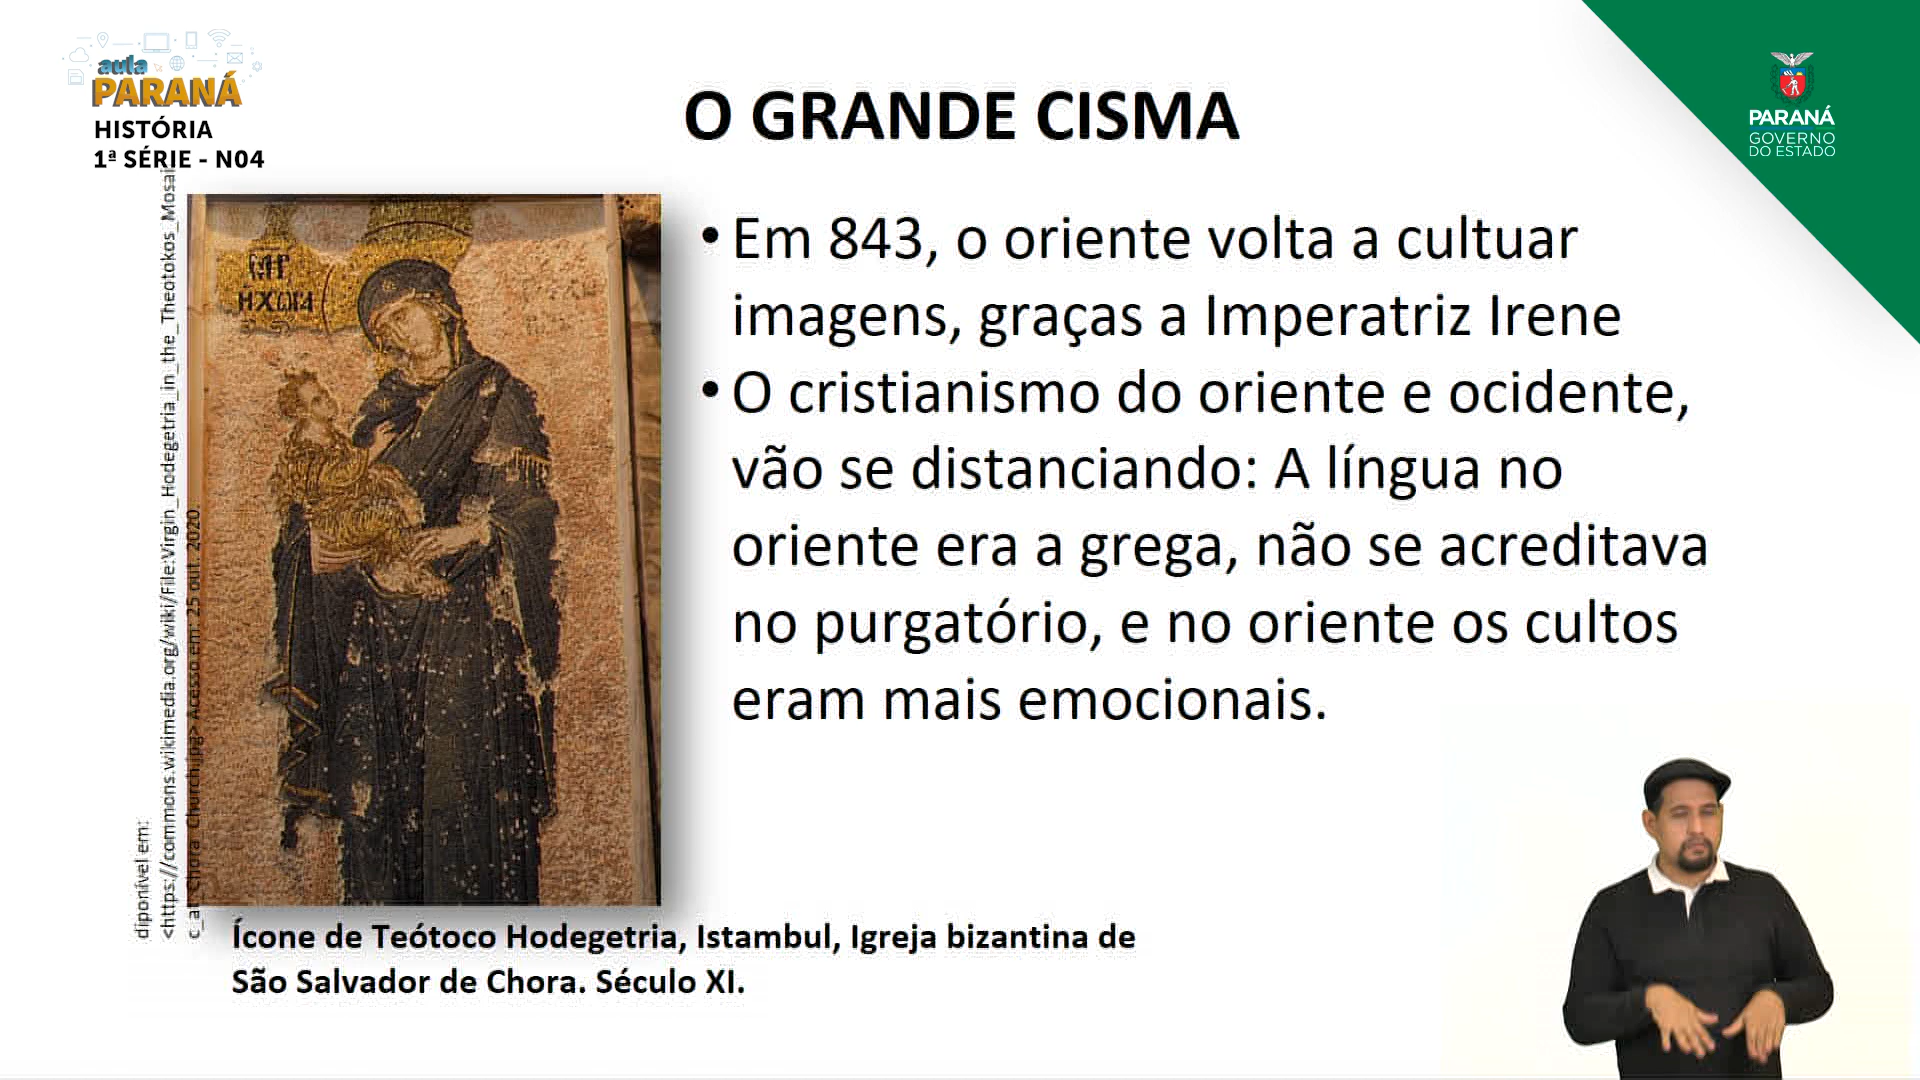 aula
PARANÁ
HISTÓRIA
1ª SÉRIE - N04
O GRANDE CISMA
PARANÁ
GOVERNO
DO ESTADO
• Em 843, o oriente volta a cultuar
imagens, graças a Imperatriz Irene
• O cristianismo do oriente e ocidente,
vão se distanciando: A língua no
oriente era a grega, não se acreditava
no purgatório, e no oriente os cultos
eram mais emocionais.
diponível em:
<https://commons.wikimedia.org/wiki/File:Virgin_Hodegetria_in_the_Theotokos_Mosai
c_at_Chora_Church.jpg> Acesso em: 25 out. 2020.
Ícone de Teótoco Hodegetria, Istambul, Igreja bizantina de
São Salvador de Chora. Século XI.